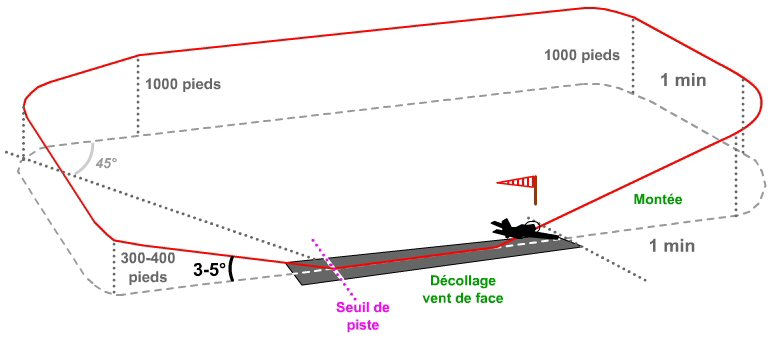 1000 pieds
1000 pieds
1 min
45°
Montée
300-400
pieds
3-5°
1 min
Décollage
vent de face
Seuil de
piste